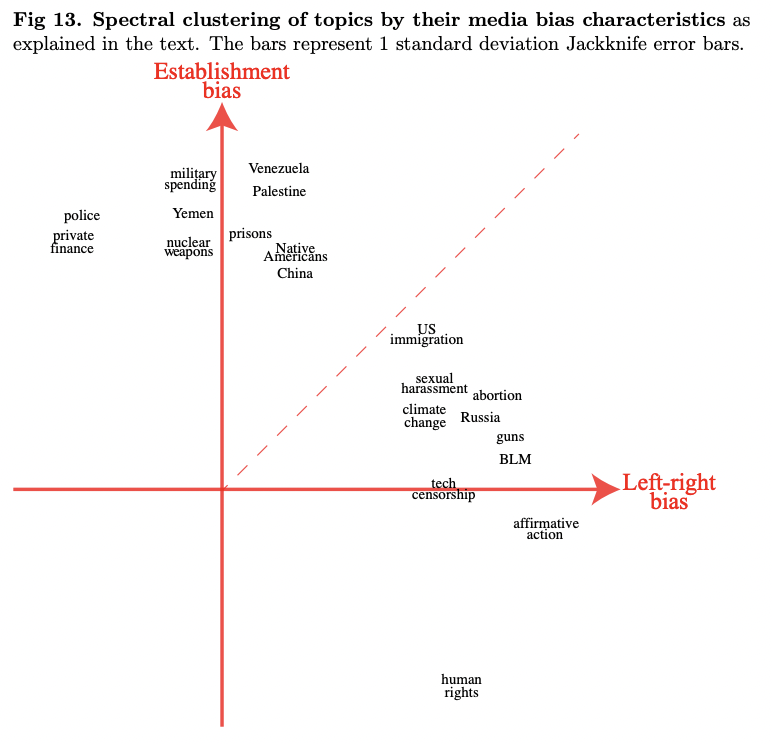 Fig 13. Spectral clustering of topics by their media bias characteristics as
explained in the text. The bars represent 1 standard deviation Jackknife error bars.
Establishment
bias
military
spending
Venezuela
Palestine
police
Yemen
private
finance
nuclear
weapons
prisons
Native
Americans
China
US
immigration
sexual
harassment
abortion
climate
change
Russia
guns
BLM
tech
censorship
Left-right
bias
affirmative
action
human
rights